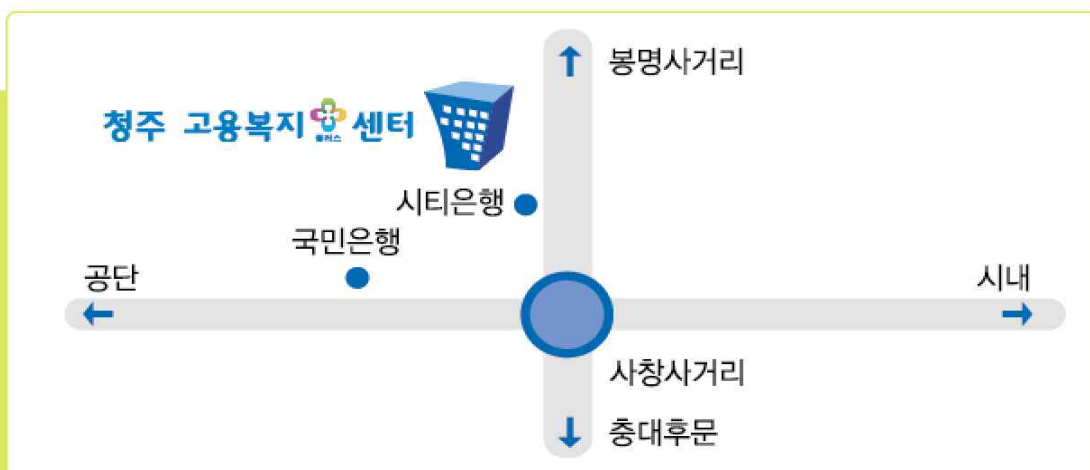 봉명사거리
청주 고용복지 센터
플러스
시티은행
국민은행
공단
시내
사창사거리
충대후문